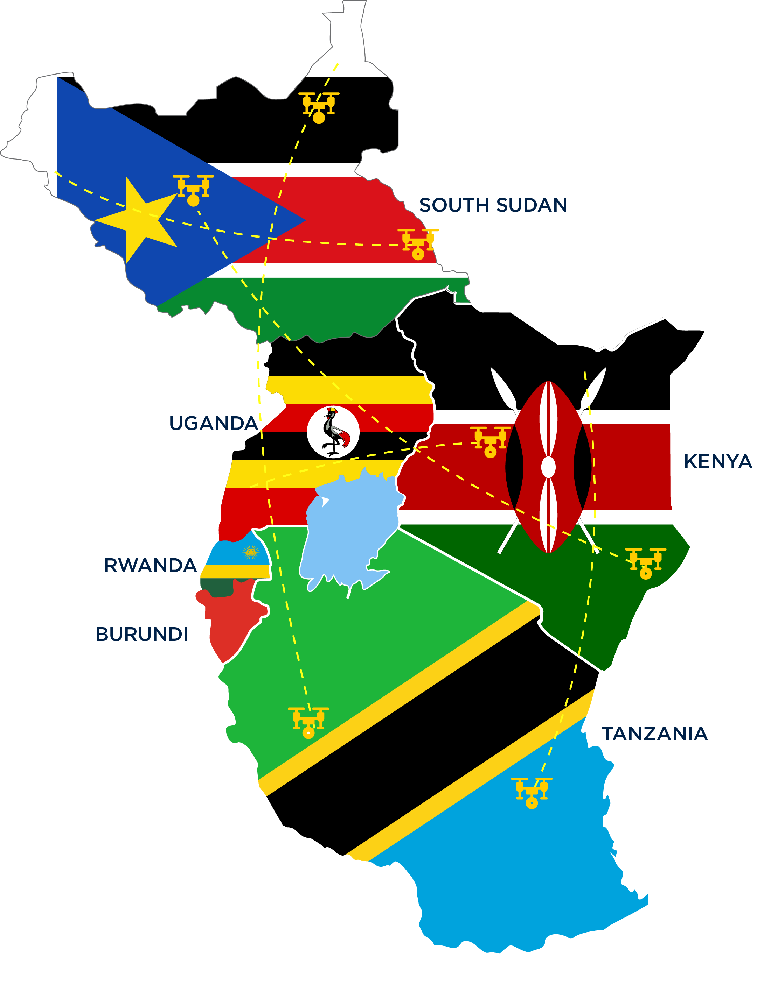 SOUTH SUDAN
UGANDA
KENYA
RWANDA
BURUNDI
TANZANIA